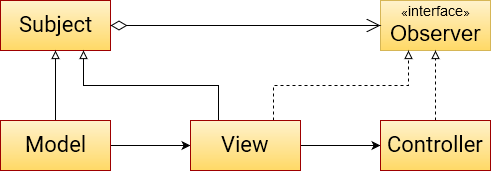 Subject
«interface»
Observer
Model
View
Controller